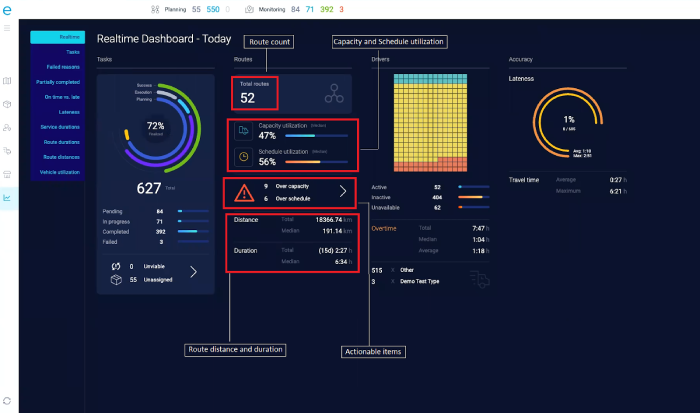 Planning 55 550 0 Monitoring 84 71 392 3
Realtime Dashboard - Today
Route count
Capacity and Schedule utilization
Realtime
Tasks
Failed reasons
Partially completed
On time vs. late
Lateness
Service durations
Route durations
Route distances
Vehicle utilization
Tasks
Success
Execution
Planning
72%
627 Total
Pending 84
In progress 71
Completed 392
Failed 3
0 Unviable
55 Unassigned
Routes
Total routes
52
Capacity utilization (Median)
47%
Schedule utilization (Median)
56%
9 Over capacity
6 Over schedule
Distance Total 18366.74 km
Median 191.14 km
Duration Total (15d) 2:27 h
Median 6:34 h
Route distance and duration
Actionable items
Drivers
Active 52
Inactive 404
Unavailable 62
Overtime Total 7:47 h
Median 1:04 h
Average 1:18 h
515 X Other
3 X Demo Test Type
Accuracy
Lateness
1%
Avg: 1:18
Max: 2:51
Travel time Average 0:27 h
Maximum 6:21 h